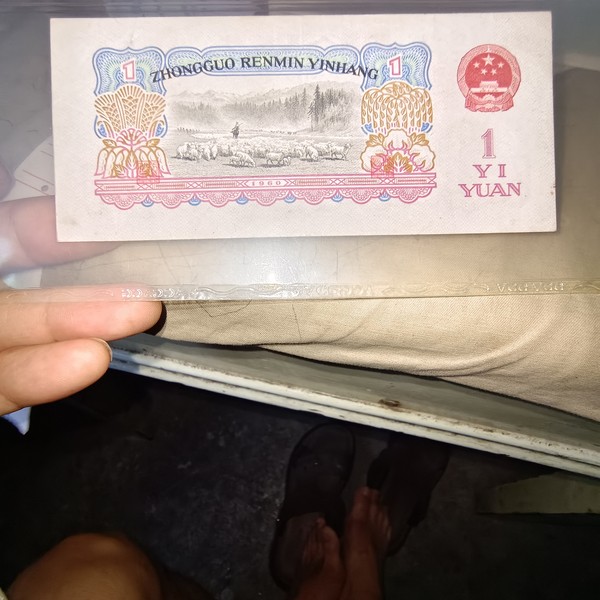 1
1
ZHONGGUO RENMIN YINHANG
1960
1
YI
YUAN